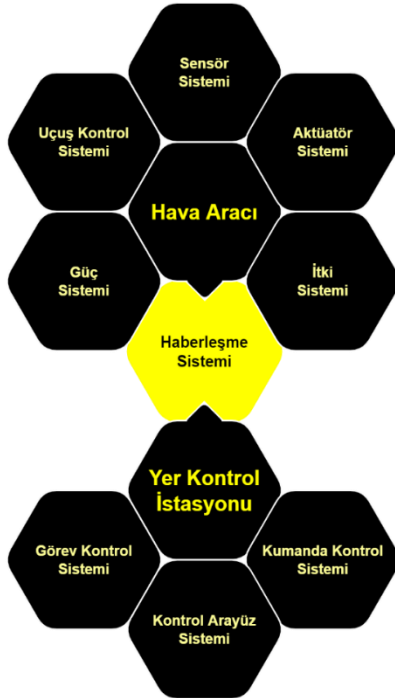 Sensör
Sistemi
Uçuş Kontrol
Sistemi
Aktüatör
Sistemi
Hava Aracı
Güç
Sistemi
İtki
Sistemi
Haberleşme
Sistemi
Yer Kontrol
İstasyonu
Görev Kontrol
Sistemi
Kumanda Kontrol
Sistemi
Kontrol Arayüz
Sistemi